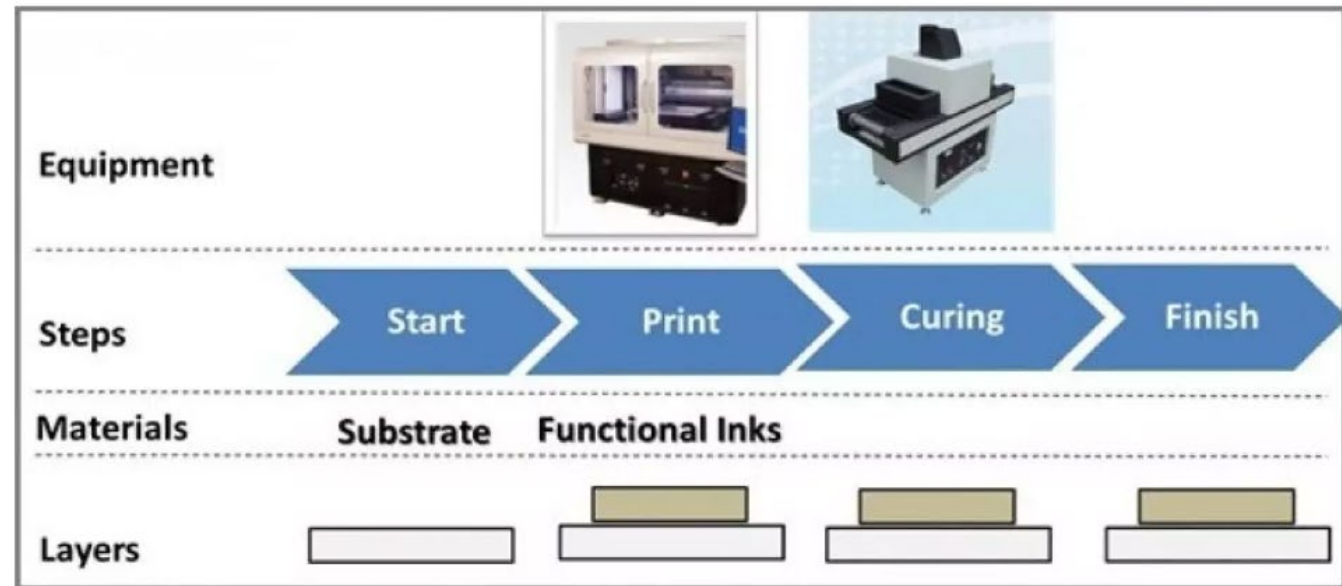 Equipment
Steps
Start
Print
Curing
Finish
Materials
Substrate
Functional Inks
Layers